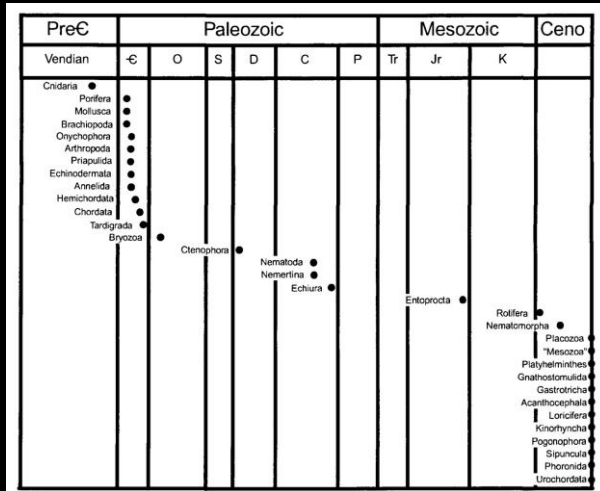 Pre€ Paleozoic Mesozoic Ceno
Vendian € O S D C P Tr Jr K
Cnidaria
Porifera
Mollusca
Brachiopoda
Onychophora
Arthropoda
Priapulida
Echinodermata
Annelida
Hemichordata
Chordata
Tardigrada
Bryozoa
Ctenophora
Nematoda
Nemertina
Echiura
Entoprocta
Rotifera
Nematomorpha
Placozoa
"Mesozoa"
Platyhelminthes
Gnathostomulida
Gastrotricha
Acanthocephala
Loricifera
Kinorhyncha
Pogonophora
Sipuncula
Phoronida
Urochordata